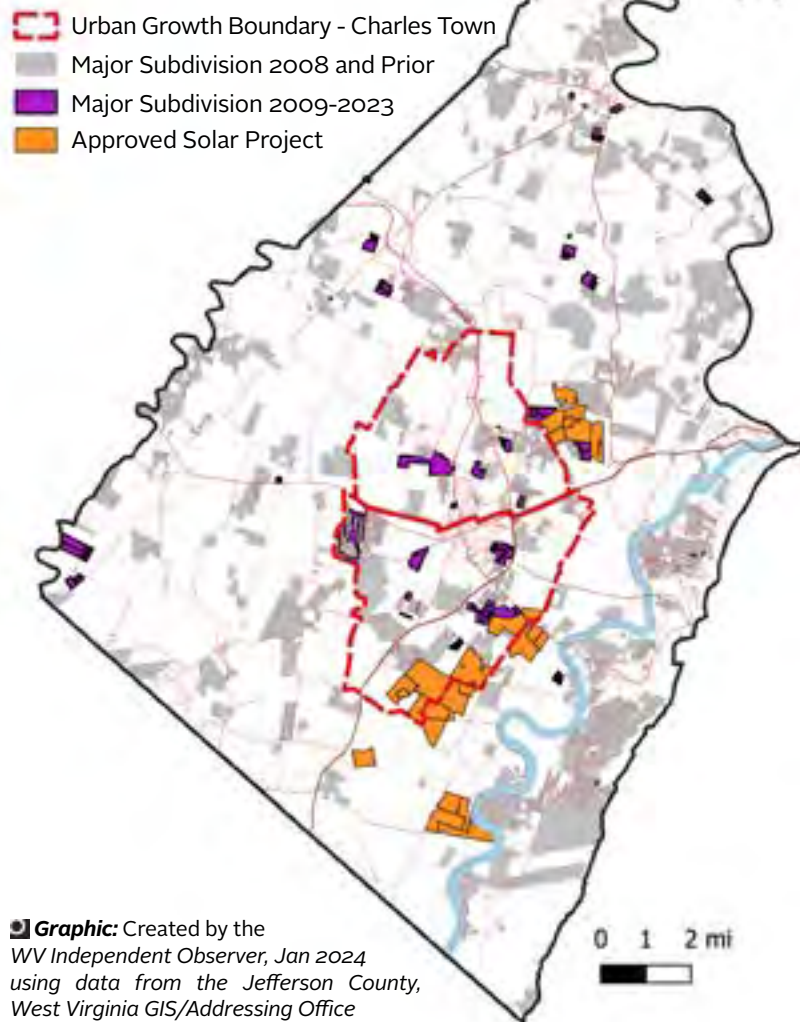 Urban Growth Boundary - Charles Town
Major Subdivision 2008 and Prior
Major Subdivision 2009-2023
Approved Solar Project
Graphic: Created by the
WV Independent Observer, Jan 2024
using data from the Jefferson County,
West Virginia GIS/Addressing Office
0 1 2 mi